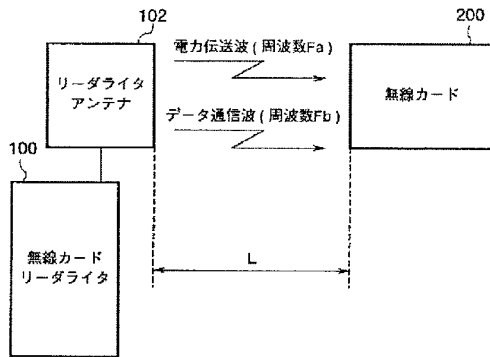 102
200
リーダライタ
アンテナ
電力伝送波(周波数Fa)
データ通信波(周波数Fb)
無線カード
100
無線カード
リーダライタ
L